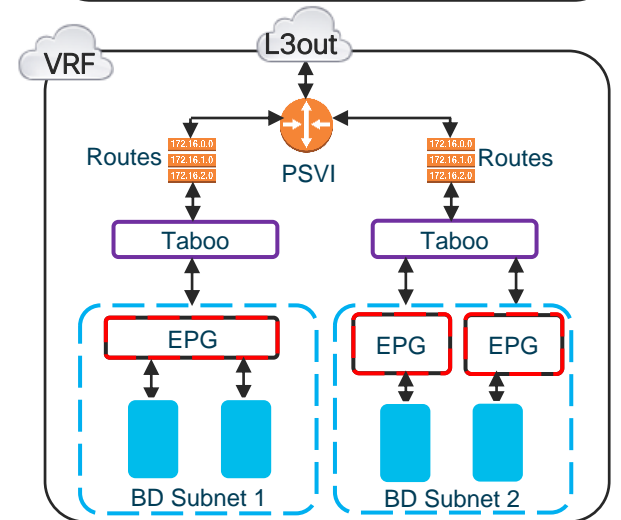 L3out
VRF
172.16.0.0
172.16.1.0
172.16.2.0
Routes
PSVI
172.16.0.0
172.16.1.0
172.16.2.0
Routes
Taboo
Taboo
EPG
EPG
EPG
BD Subnet 1
BD Subnet 2